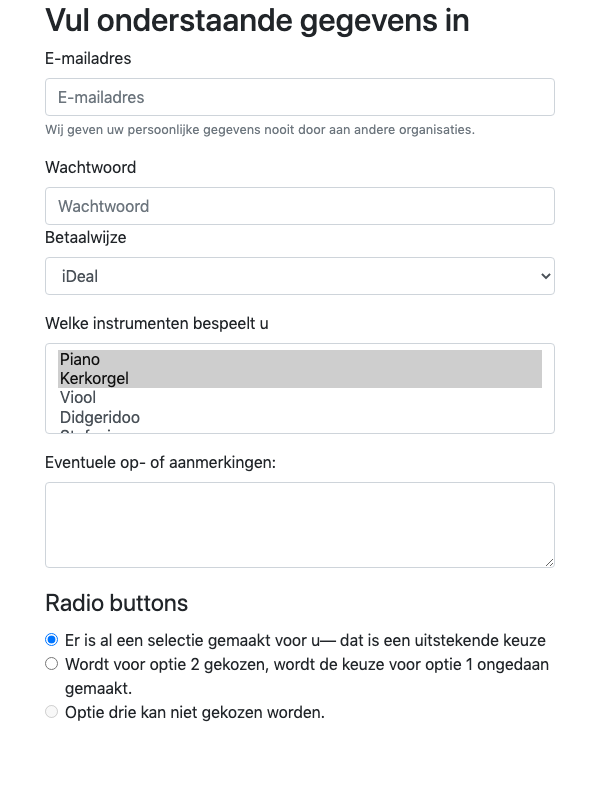 Vul onderstaande gegevens in
E-mailadres
E-mailadres
Wij geven uw persoonlijke gegevens nooit door aan andere organisaties.
Wachtwoord
Wachtwoord
Betaalwijze
iDeal
Welke instrumenten bespeelt u
Piano
Kerkorgel
Viool
Didgeridoo
Eventuele op- of aanmerkingen:
Radio buttons
Er is al een selectie gemaakt voor u— dat is een uitstekende keuze
Wordt voor optie 2 gekozen, wordt de keuze voor optie 1 ongedaan
gemaakt.
Optie drie kan niet gekozen worden.